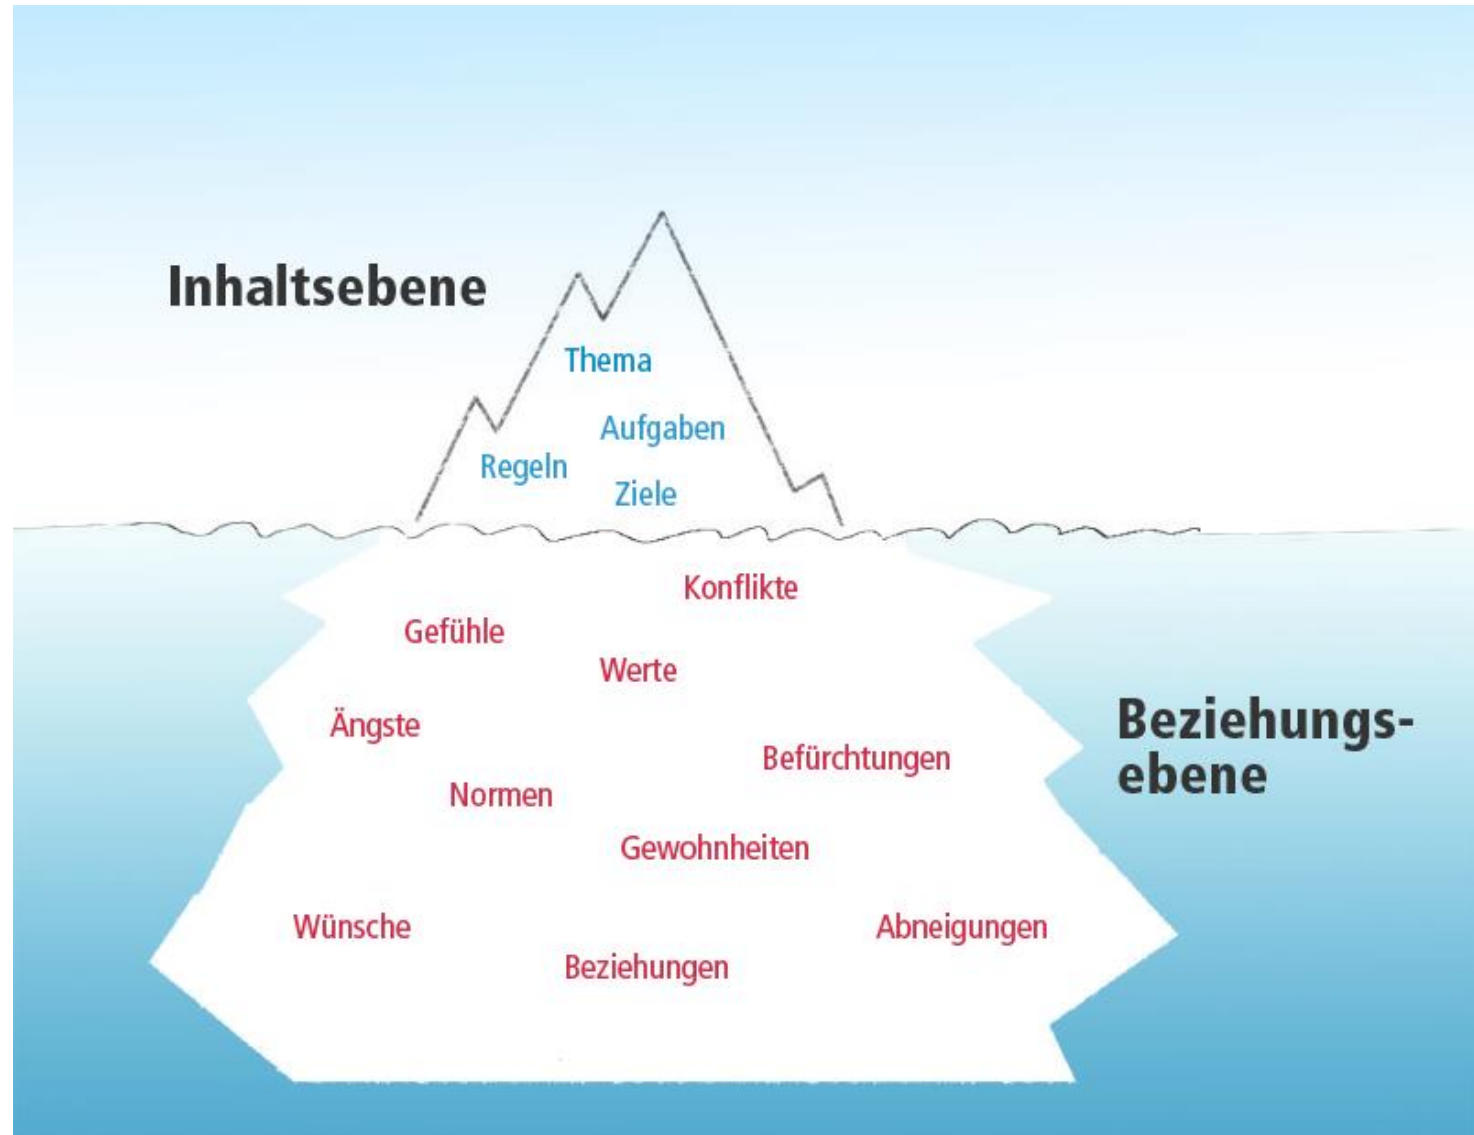 Inhaltsebene
Thema
Aufgaben
Regeln
Ziele
Konflikte
Gefühle
Werte
Ängste
Beziehungs-
ebene
Befürchtungen
Normen
Gewohnheiten
Wünsche
Abneigungen
Beziehungen